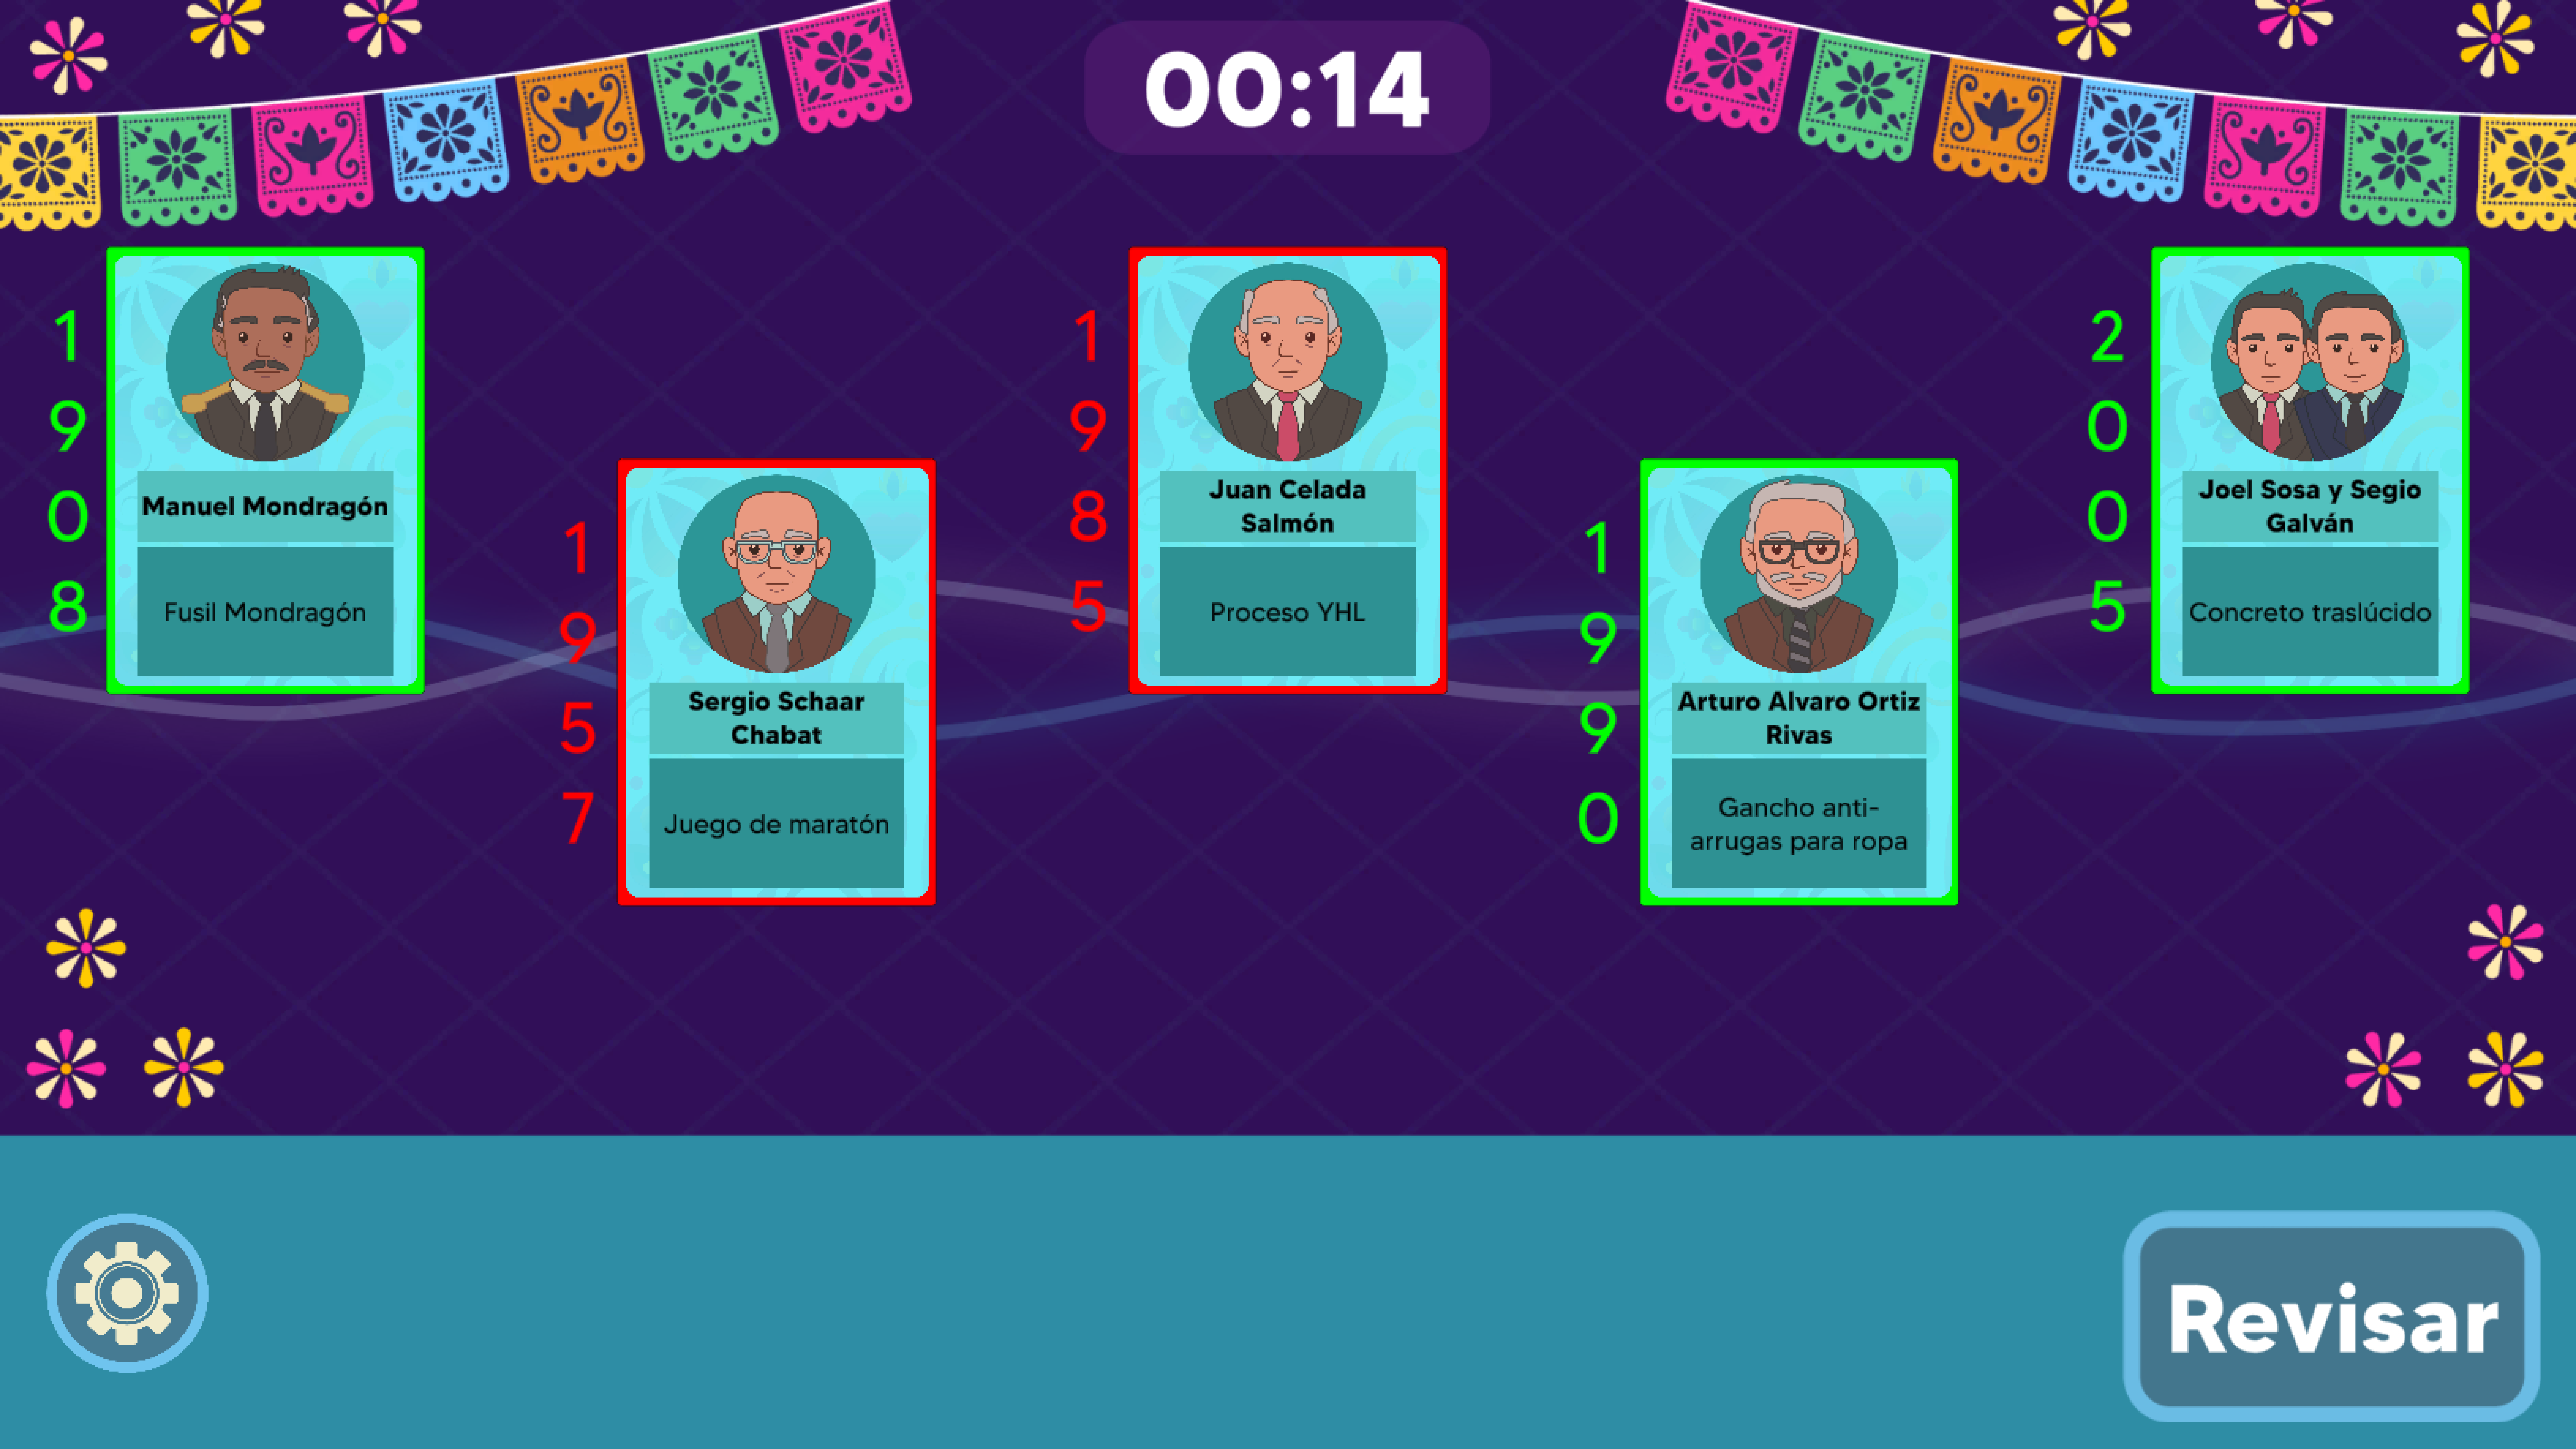 00:14
1
9
0
8
Manuel Mondragón
Fusil Mondragón
1
9
5
7
Sergio Schaar
Chabat
Juego de maratón
1
9
8
5
Juan Celada
Salmón
Proceso YHL
1
9
9
0
Arturo Alvaro Ortiz
Rivas
Gancho anti-
arrugas para ropa
2
0
0
5
Joel Sosa y Segio
Galván
Concreto traslúcido
Revisar